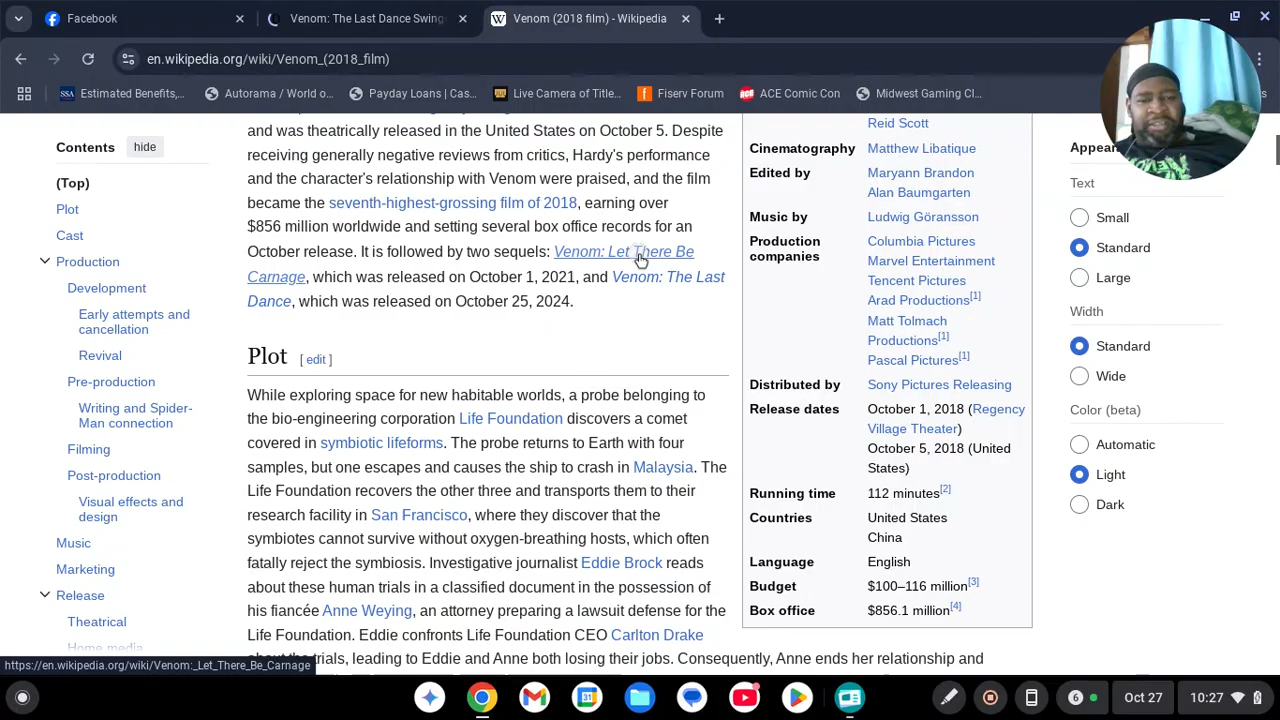 Facebook
Venom: The Last Dance Swing
Venom (2018 film) - Wikipedia
en.wikipedia.org/wiki/Venom_(2018_film)
SSA Estimated Benefits,...
Autorama / World o...
Payday Loans | Cas...
Live Camera of Title...
Fiserv Forum
ACE Comic Con
Midwest Gaming Cl...
Contents hide
(Top)
Plot
Cast
Production
Development
Early attempts and
cancellation
Revival
Pre-production
Writing and Spider-
Man connection
Filming
Post-production
Visual effects and
design
Music
Marketing
Release
Theatrical
Home media
and was theatrically released in the United States on October 5. Despite
receiving generally negative reviews from critics, Hardy's performance
and the character's relationship with Venom were praised, and the film
became the seventh-highest-grossing film of 2018, earning over
$856 million worldwide and setting several box office records for an
October release. It is followed by two sequels: Venom: Let There Be
Carnage, which was released on October 1, 2021, and Venom: The Last
Dance, which was released on October 25, 2024.
Plot [ edit ]
While exploring space for new habitable worlds, a probe belonging to
the bio-engineering corporation Life Foundation discovers a comet
covered in symbiotic lifeforms. The probe returns to Earth with four
samples, but one escapes and causes the ship to crash in Malaysia. The
Life Foundation recovers the other three and transports them to their
research facility in San Francisco, where they discover that the
symbiotes cannot survive without oxygen-breathing hosts, which often
fatally reject the symbiosis. Investigative journalist Eddie Brock reads
about these human trials in a classified document in the possession of
his fiancée Anne Weying, an attorney preparing a lawsuit defense for the
Life Foundation. Eddie confronts Life Foundation CEO Carlton Drake
about the trials, leading to Eddie and Anne both losing their jobs. Consequently, Anne ends her relationship and
Reid Scott
Cinematography Matthew Libatique
Edited by Maryann Brandon
Alan Baumgarten
Music by Ludwig Göransson
Production Columbia Pictures
companies Marvel Entertainment
Tencent Pictures
Arad Productions[1]
Matt Tolmach
Productions[1]
Pascal Pictures[1]
Distributed by Sony Pictures Releasing
Release dates October 1, 2018 (Regency
Village Theater)
October 5, 2018 (United
States)
Running time 112 minutes[2]
Countries United States
China
Language English
Budget $100–116 million[3]
Box office $856.1 million[4]
Text
Small
Standard
Large
Width
Standard
Wide
Color (beta)
Automatic
Light
Dark
https://en.wikipedia.org/wiki/Venom:_Let_There_Be_Carnage
6
Oct 27
10:27